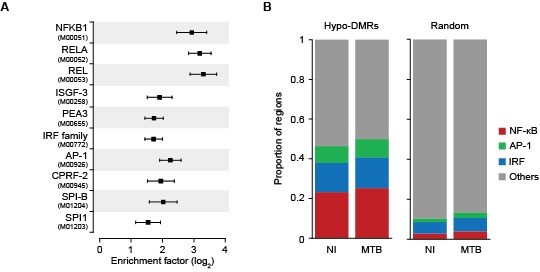 A
NFKB1
(M00051)
RELA
(M00052)
REL
(M00053)
ISGF-3
(M00258)
PEA3
(M00655)
IRF family
(M00772)
AP-1
(M00926)
CPRF-2
(M00945)
SPI-B
(M01204)
SPI1
(M01203)
0 1 2 3 4
Enrichment factor (log2)
B
Hypo-DMRs Random
Proportion of regions
1
0.8
0.6
0.4
0.2
0
NI MTB NI MTB
NF-κB
AP-1
IRF
Others